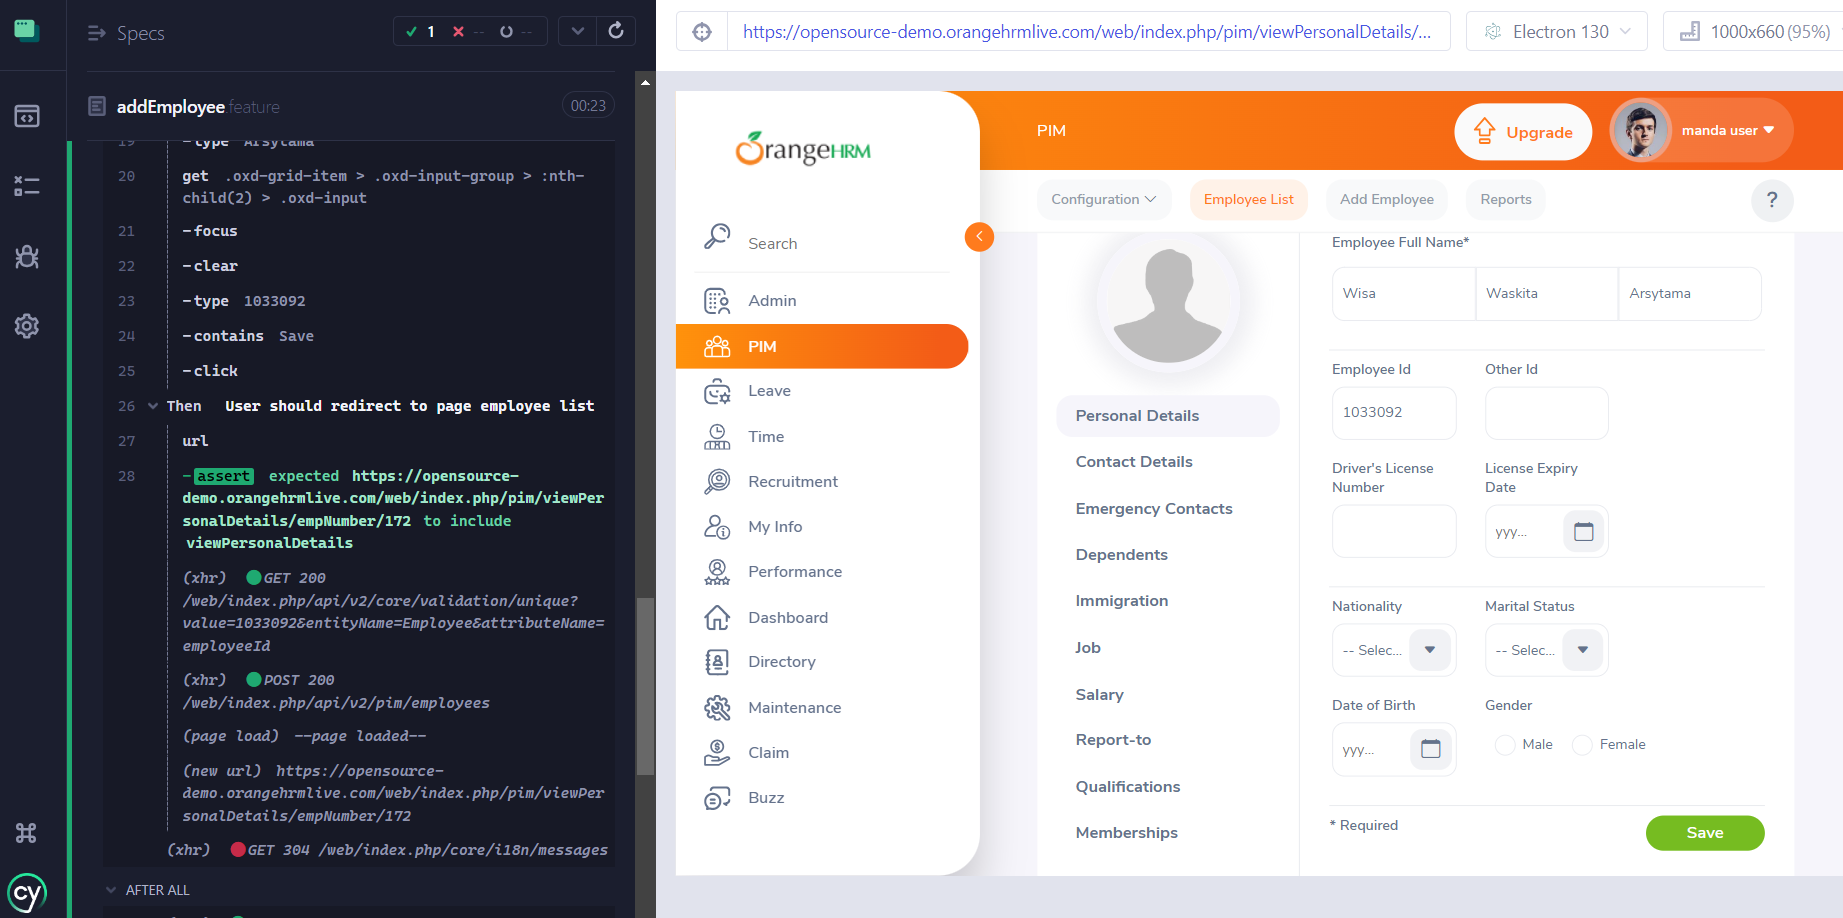 Specs
1
--
--
addEmployee.feature
00:23
19 -type Arsytama
20 get .oxd-grid-item > .oxd-input-group > :nth-
child(2) > .oxd-input
21 -focus
22 -clear
23 -type 1033092
24 -contains Save
25 -click
26 Then User should redirect to page employee list
27 url
28 -assert expected https://opensource-
demo.orangehrmlive.com/web/index.php/pim/viewPer
sonalDetails/empNumber/172 to include
viewPersonalDetails
(xhr) GET 200
/web/index.php/api/v2/core/validation/unique?
value=1033092&entityName=Employee&attributeName=
employeeId
(xhr) POST 200
/web/index.php/api/v2/pim/employees
(page load) --page loaded--
(new url) https://opensource-
demo.orangehrmlive.com/web/index.php/pim/viewPer
sonalDetails/empNumber/172
(xhr) GET 304 /web/index.php/core/i18n/messages
AFTER ALL
cy
https://opensource-demo.orangehrmlive.com/web/index.php/pim/viewPersonalDetails/...
Electron 130
1000x660 (95%)
OrangeHRM
Search
Admin
PIM
Leave
Time
Recruitment
My Info
Performance
Dashboard
Directory
Maintenance
Claim
Buzz
PIM
Upgrade
manda user
Configuration
Employee List
Add Employee
Reports
?
Personal Details
Contact Details
Emergency Contacts
Dependents
Immigration
Job
Salary
Report-to
Qualifications
Memberships
Employee Full Name*
Wisa
Waskita
Arsytama
Employee Id
Other Id
1033092
Driver's License
Number
License Expiry
Date
yyy...
Nationality
Marital Status
-- Selec...
-- Selec...
Date of Birth
Gender
yyy...
Male
Female
* Required
Save